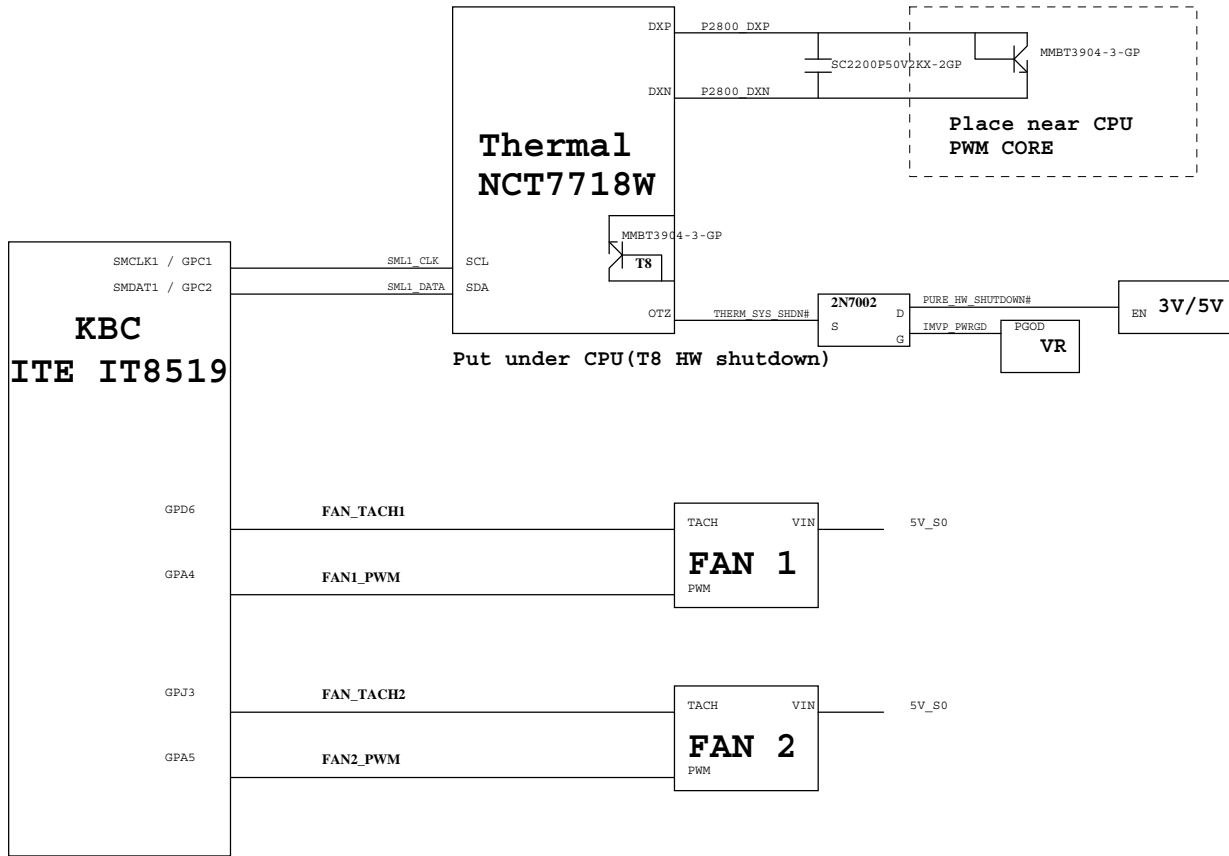 DXP
P2800_DXP
SC2200P50V2KX-2GP
MMBT3904-3-GP
DXN
P2800_DXN
Place near CPU
PWM CORE
Thermal
NCT7718W
MMBT3904-3-GP
T8
SMCLK1 / GPC1
SML1_CLK
SCL
SMDAT1 / GPC2
SML1_DATA
SDA
OTZ
THERM_SYS_SHDN#
2N7002
S
D
G
PURE_HW_SHUTDOWN#
IMVP_PWRGD
EN
3V/5V
PGOD
VR
KBC
ITE IT8519
Put under CPU(T8 HW shutdown)
GPD6
FAN_TACH1
TACH
VIN
5V_S0
FAN 1
GPA4
FAN1_PWM
PWM
GPJ3
FAN_TACH2
TACH
VIN
5V_S0
FAN 2
GPA5
FAN2_PWM
PWM